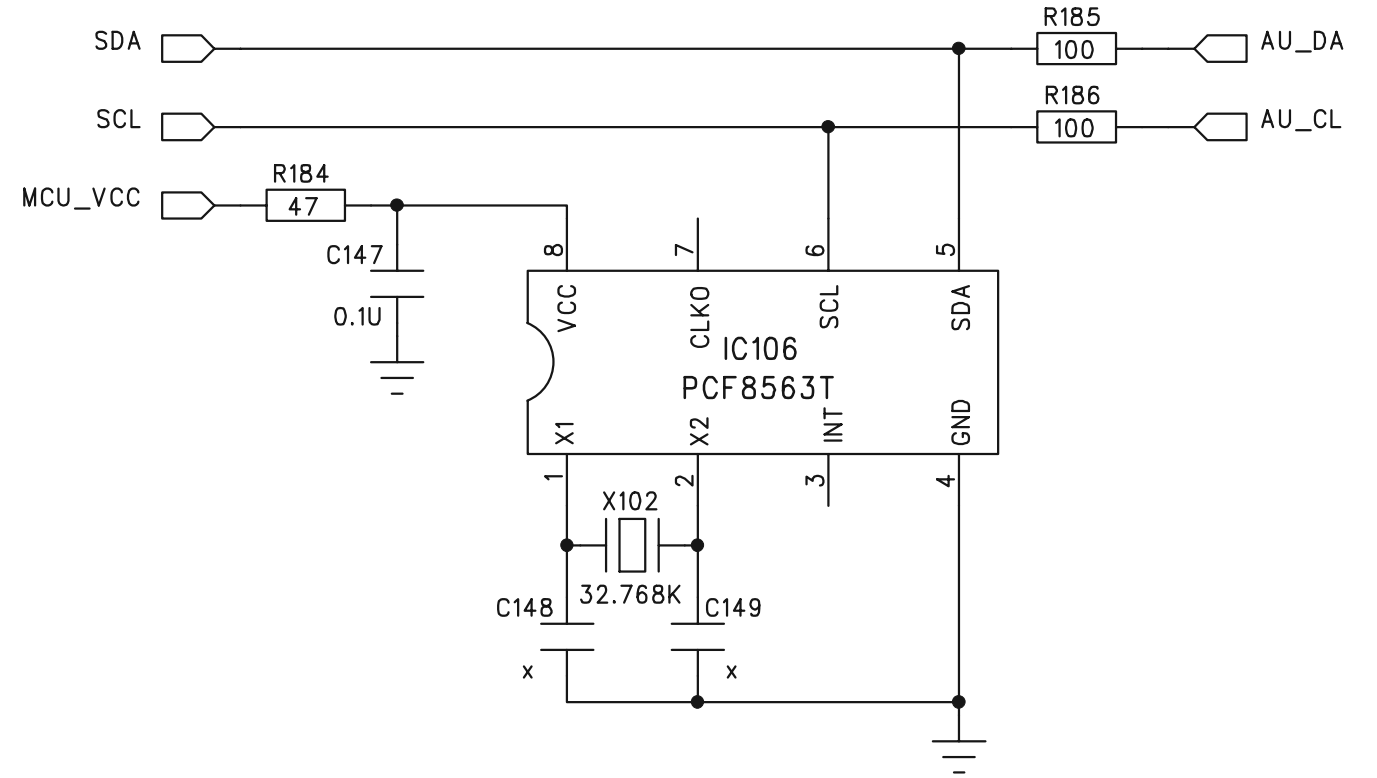 R185
SDA
100
AU_DA
R186
SCL
100
AU_CL
R184
MCU_VCC
47
C147
0.1U
8
7
6
5
VCC
CLKO
SCL
SDA
IC106
PCF8563T
X1
X2
INT
GND
1
2
3
4
X102
32.768K
C148
C149
x
x